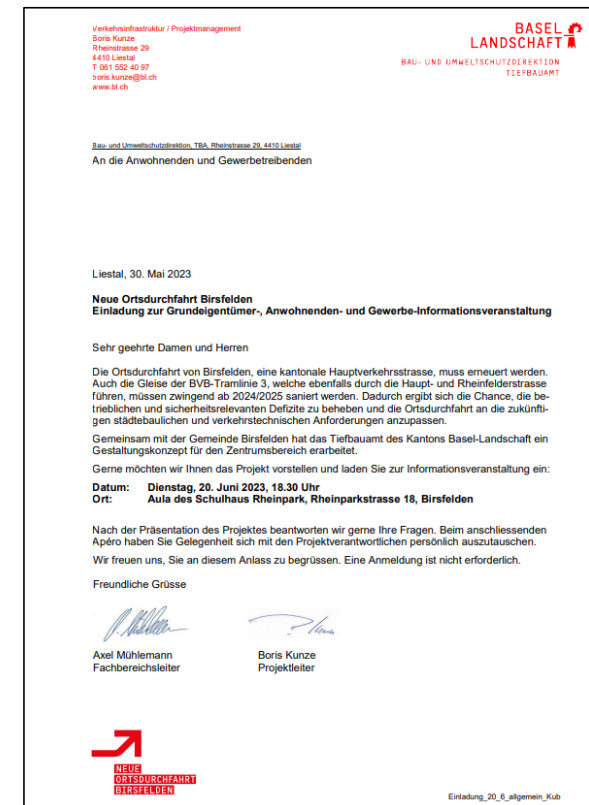 Verkehrsinfrastruktur / Projektmanagement
Boris Kunze
Rheinstrasse 29
4410 Liestal
T 061 552 40 97
boris.kunze@bl.ch
www.bl.ch
BASEL
LANDSCHAFT
BAU- UND UMWELTSCHUTZDIREKTION
TIEFBAUAMT
Bau- und Umweltschutzdirektion, TBA, Rheinstrasse 29, 4410 Liestal
An die Anwohnenden und Gewerbetreibenden
Liestal, 30. Mai 2023
Neue Ortsdurchfahrt Birsfelden
Einladung zur Grundeigentümer-, Anwohnenden- und Gewerbe-Informationsveranstaltung
Sehr geehrte Damen und Herren
Die Ortsdurchfahrt von Birsfelden, eine kantonale Hauptverkehrsstrasse, muss erneuert werden.
Auch die Gleise der BVB-Tramlinie 3, welche ebenfalls durch die Haupt- und Rheinfelderstrasse
führen, müssen zwingend ab 2024/2025 saniert werden. Dadurch ergibt sich die Chance, die be-
trieblichen und sicherheitsrelevanten Defizite zu beheben und die Ortsdurchfahrt an die zukünfti-
gen städtebaulichen und verkehrstechnischen Anforderungen anzupassen.
Gemeinsam mit der Gemeinde Birsfelden hat das Tiefbauamt des Kantons Basel-Landschaft ein
Gestaltungskonzept für den Zentrumsbereich erarbeitet.
Gerne möchten wir Ihnen das Projekt vorstellen und laden Sie zur Informationsveranstaltung ein:
Datum: Dienstag, 20. Juni 2023, 18.30 Uhr
Ort: Aula des Schulhaus Rheinpark, Rheinparkstrasse 18, Birsfelden
Nach der Präsentation des Projektes beantworten wir gerne Ihre Fragen. Beim anschliessenden
Apéro haben Sie Gelegenheit sich mit den Projektverantwortlichen persönlich auszutauschen.
Wir freuen uns, Sie an diesem Anlass zu begrüssen. Eine Anmeldung ist nicht erforderlich.
Freundliche Grüsse
Axel Mühlemann Boris Kunze
Fachbereichsleiter Projektleiter
NEUE
ORTSDURCHFAHRT
BIRSFELDEN
Einladung_20_6_allgemein_Kub